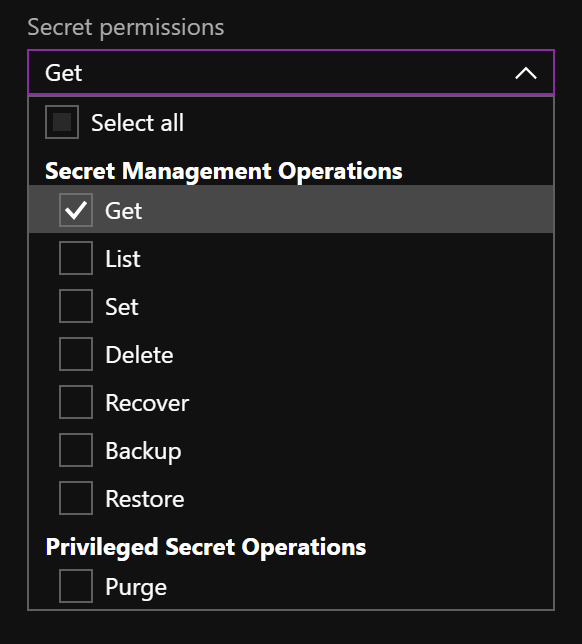 Secret permissions
Get
Select all
Secret Management Operations
Get
List
Set
Delete
Recover
Backup
Restore
Privileged Secret Operations
Purge